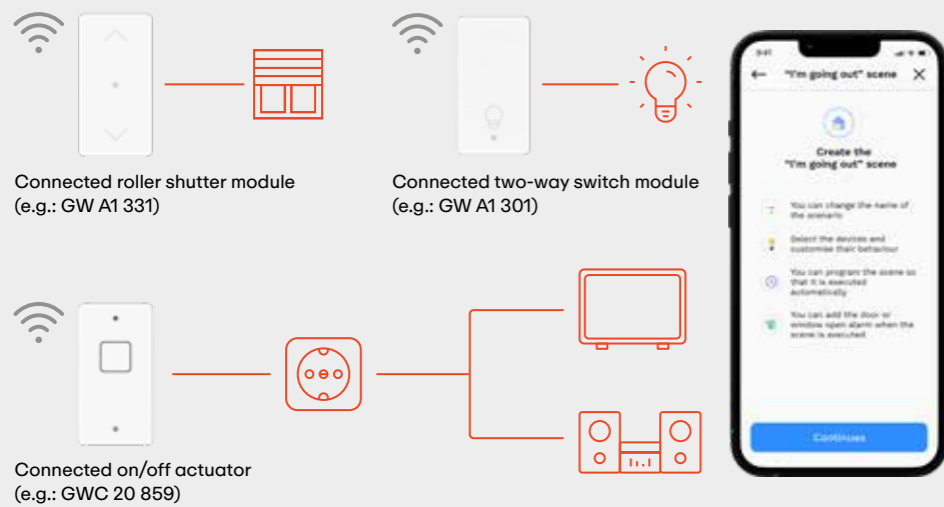 Connected roller shutter module
(e.g.: GW A1 331)
Connected two-way switch module
(e.g.: GW A1 301)
Connected on/off actuator
(e.g.: GWC 20 859)
9:41
"I'm going out" scene
Create the
"I'm going out" scene
You can change the name of
the scenario
Select the devices and
customise their behaviour
You can program the scene so
that it is executed
automatically
You can add the door or
window open alarm when the
scene is executed
Continues